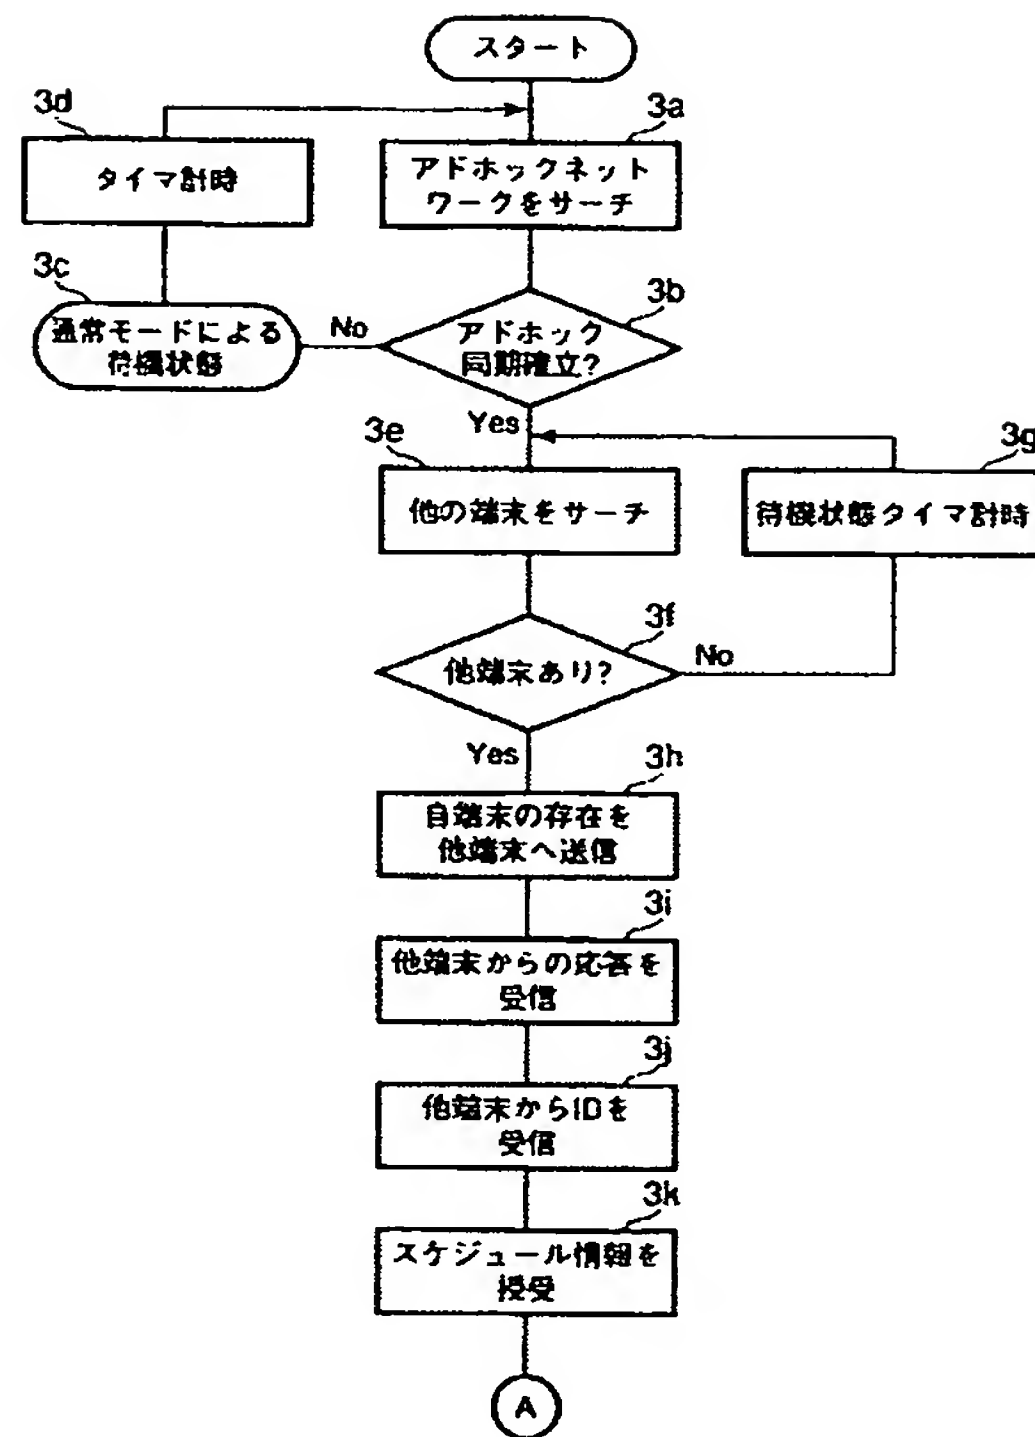 スタート
3d
3a
タイマ計時
アドホックネット
ワークをサーチ
3c
3b
通常モードによる
待機状態
No
アドホック
同期確立?
Yes
3e
3g
他の端末をサーチ
待機状態タイマ計時
3f
他端末あり?
No
Yes
3h
自端末の存在を
他端末へ送信
3i
他端末からの応答を
受信
3j
他端末からIDを
受信
3k
スケジュール情報を
授受
A